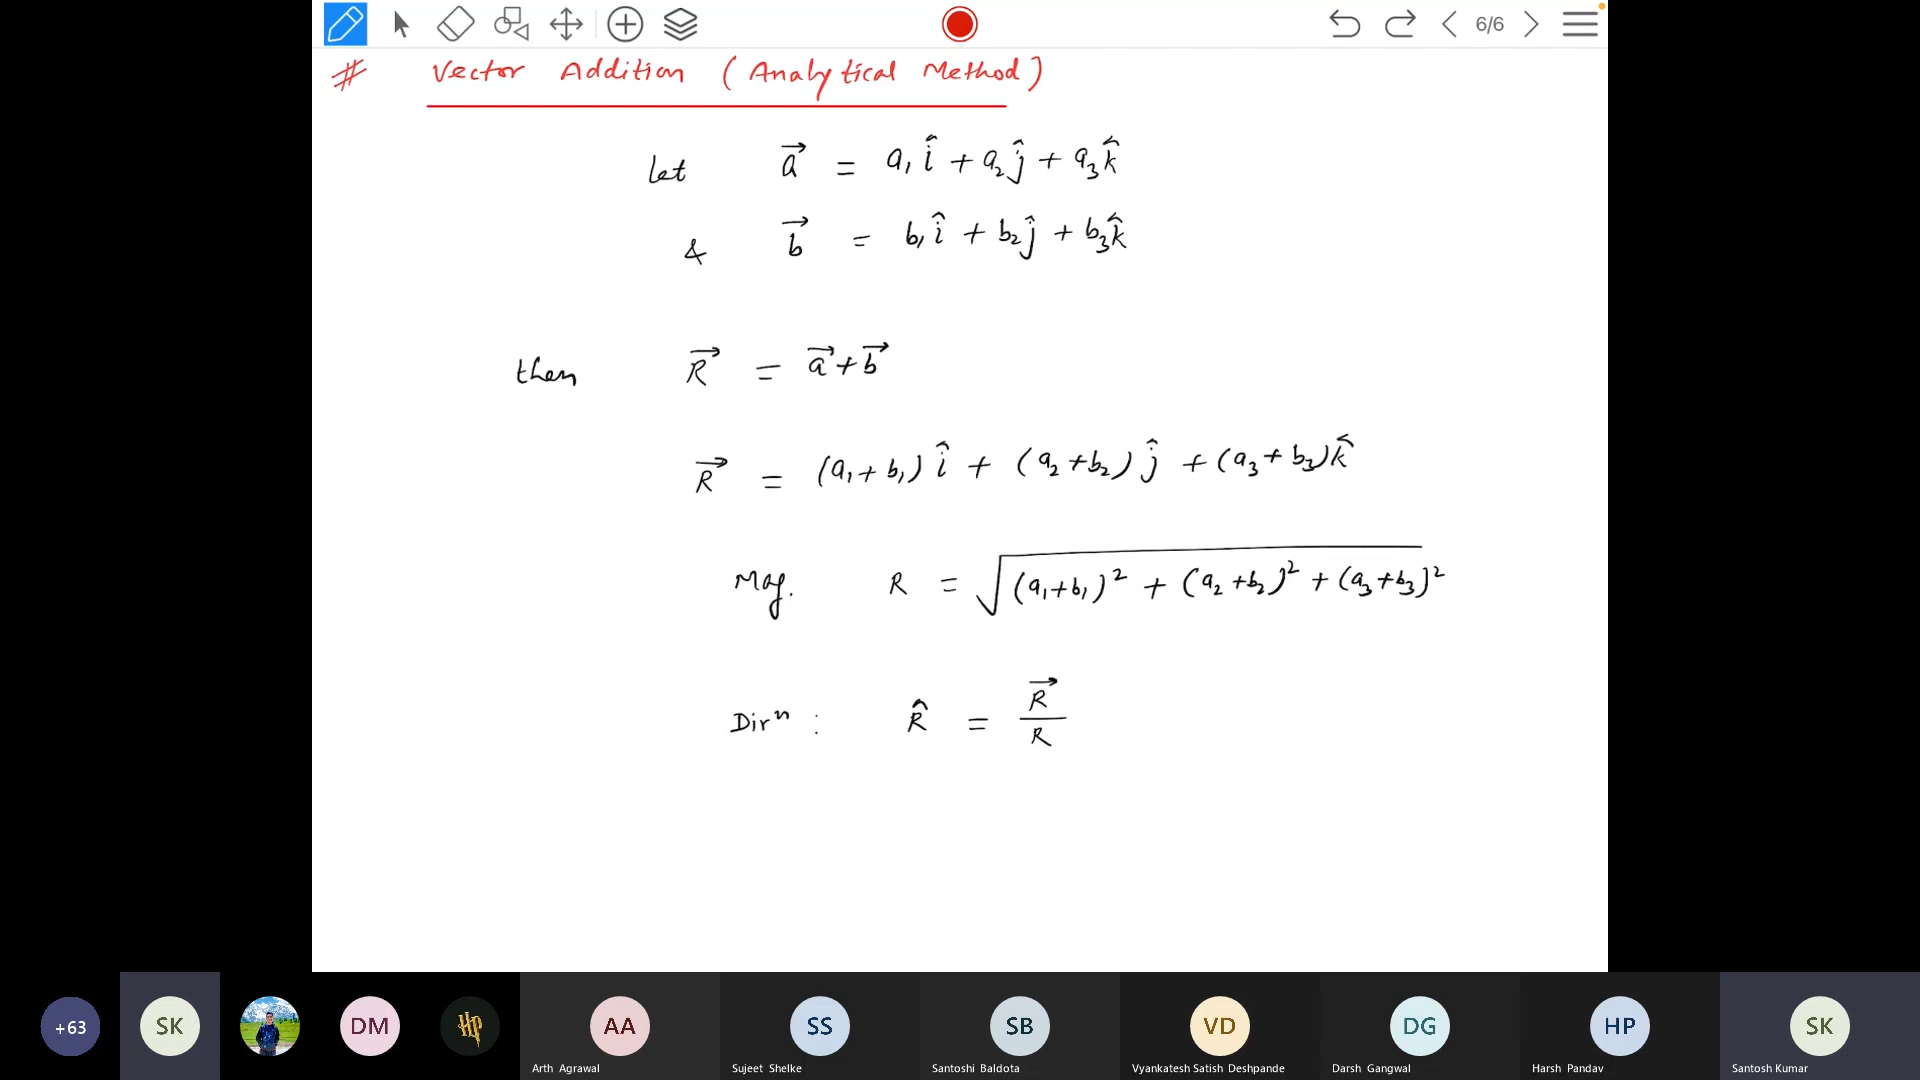 6/6
# Vector Addition (Analytical Method)
Let a⃗ = a₁î + a₂ĵ + a₃k̂
& b⃗ = b₁î + b₂ĵ + b₃k̂
then R⃗ = a⃗+b⃗
R⃗ = (a₁+b₁)î + (a₂+b₂)ĵ + (a₃+b₃)k̂
Mag. R = √(a₁+b₁)² + (a₂+b₂)² + (a₃+b₃)²
Dirⁿ : R̂ = R⃗/R
+63 SK DM HP AA SS SB VD DG HP SK
Arth Agrawal Sujeet Shelke Santoshi Baldota Vyankatesh Satish Deshpande Darsh Gangwal Harsh Pandav Santosh Kumar